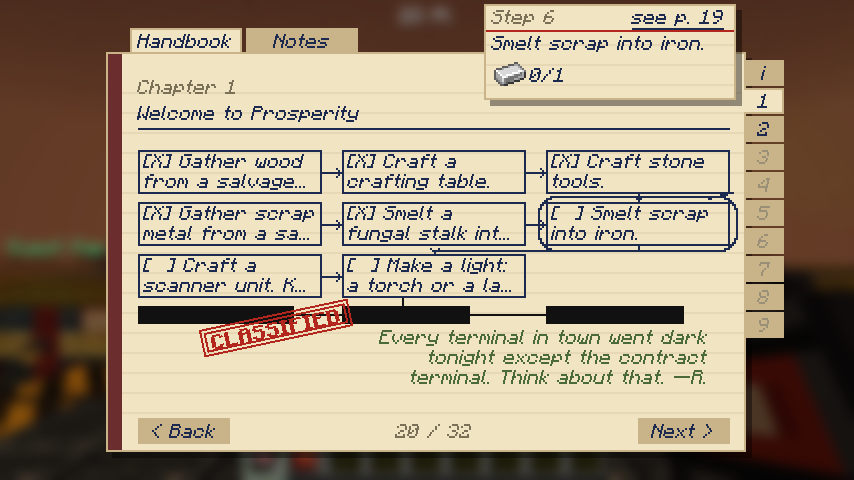 Step 6
see p. 19
Smelt scrap into iron.
0/1
Handbook
Notes
Chapter 1
Welcome to Prosperity
[X] Gather wood
from a salvage...
[X] Craft a
crafting table.
[X] Craft stone
tools.
[X] Gather scrap
metal from a sa...
[X] Smelt a
fungal stalk int...
[ ] Smelt scrap
into iron.
[ ] Craft a
scanner unit. K...
[ ] Make a light:
a torch or a la...
CLASSIFIED
Every terminal in town went dark
tonight except the contract
terminal. Think about that. —R.
< Back
20 / 32
Next >
i
1
2
3
4
5
6
7
8
9